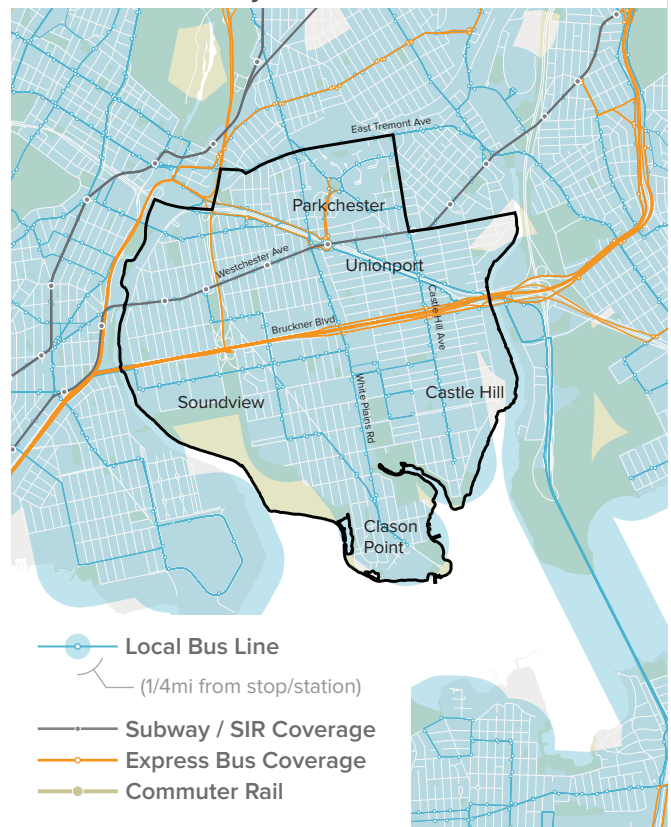 East Tremont Ave
Parkchester
Westchester Ave
Unionport
Castle Hill Ave
Bruckner Blvd
White Plains Rd
Soundview
Castle Hill
Clason
Point
Local Bus Line
(1/4mi from stop/station)
Subway / SIR Coverage
Express Bus Coverage
Commuter Rail